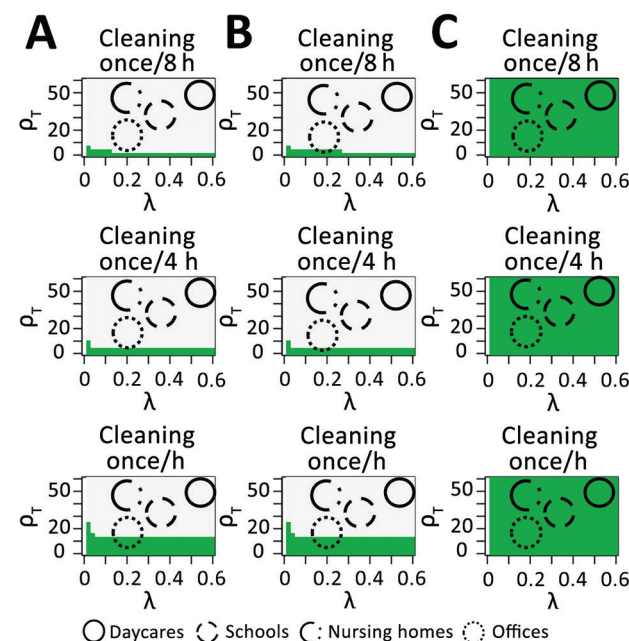 A B C
Cleaning once/8 h
Cleaning once/8 h
Cleaning once/8 h
ρT 50 20 0
0 0.2 0.4 0.6
λ
ρT 50 20 0
0 0.2 0.4 0.6
λ
ρT 50 20 0
0 0.2 0.4 0.6
λ
Cleaning once/4 h
Cleaning once/4 h
Cleaning once/4 h
ρT 50 20 0
0 0.2 0.4 0.6
λ
ρT 50 20 0
0 0.2 0.4 0.6
λ
ρT 50 20 0
0 0.2 0.4 0.6
λ
Cleaning once/h
Cleaning once/h
Cleaning once/h
ρT 50 20 0
0 0.2 0.4 0.6
λ
ρT 50 20 0
0 0.2 0.4 0.6
λ
ρT 50 20 0
0 0.2 0.4 0.6
λ
Daycares Schools Nursing homes Offices